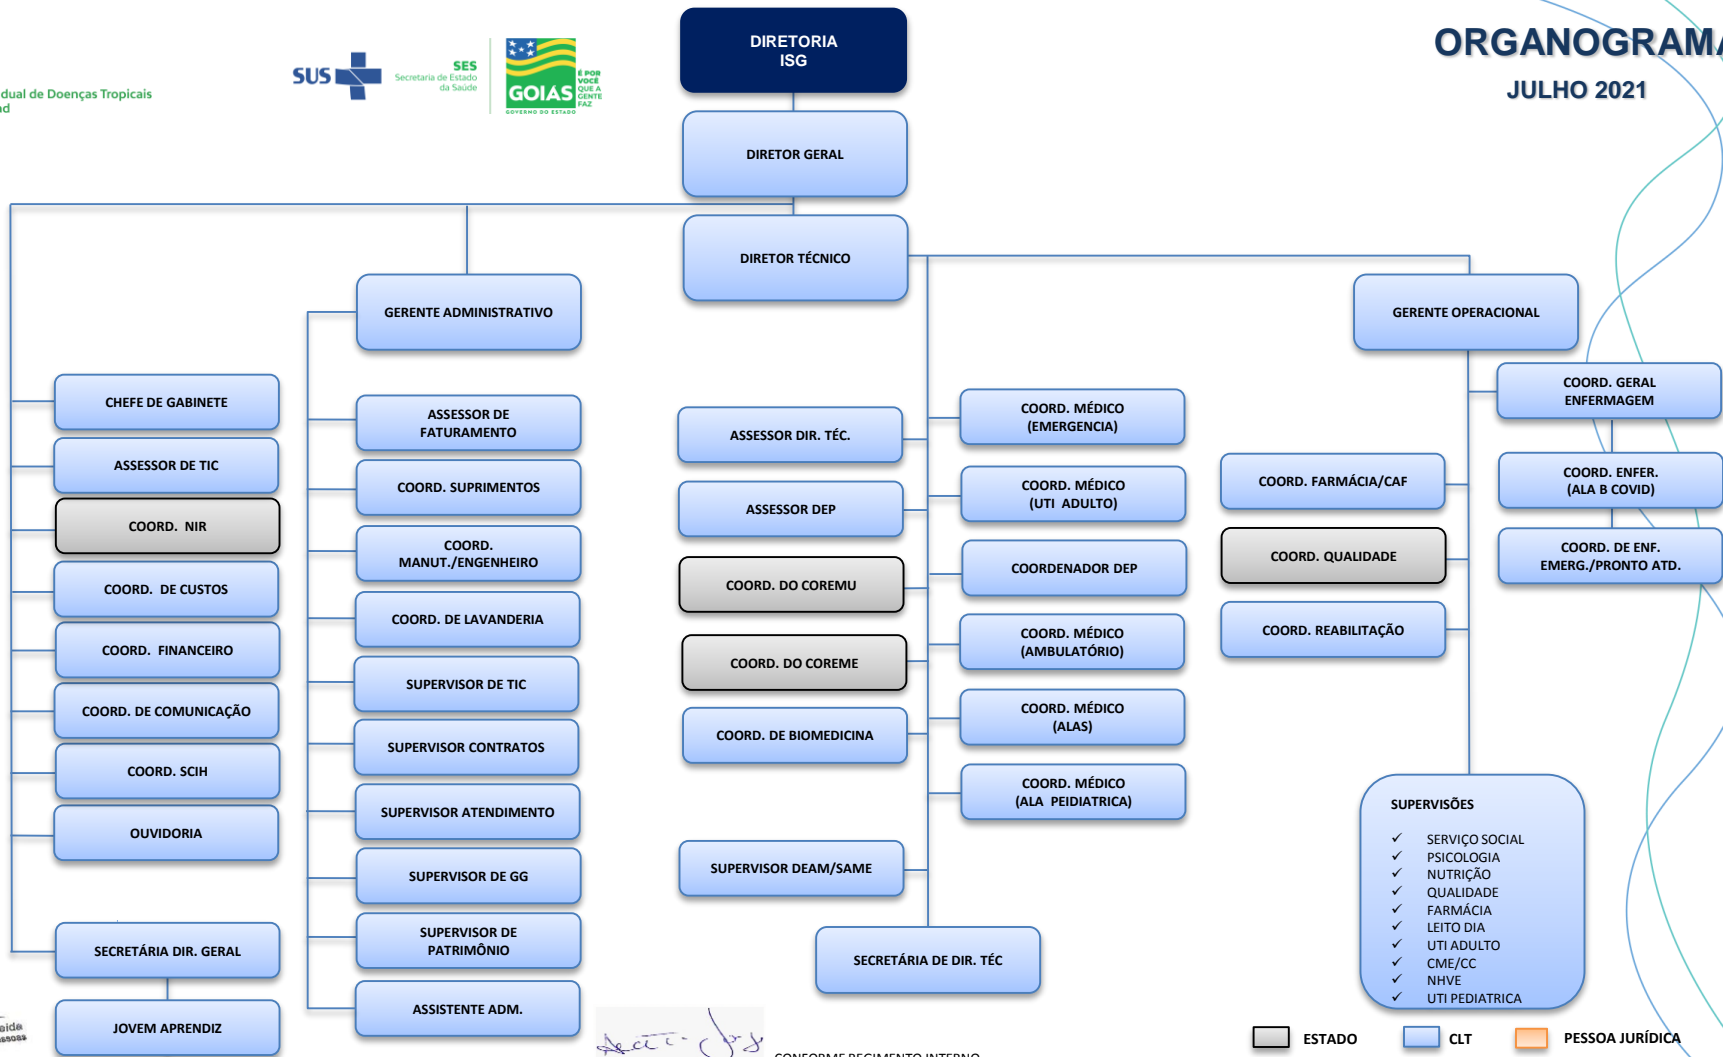 dual de Doenças Tropicais
SUS
SES
Secretaria de Estado
da Saúde
GOIÁS
GOVERNO DO ESTADO
É POR
VOCÊ
QUE A
GENTE
FAZ
DIRETORIA
ISG
ORGANOGRAMA
JULHO 2021
DIRETOR GERAL
DIRETOR TÉCNICO
GERENTE ADMINISTRATIVO
GERENTE OPERACIONAL
CHEFE DE GABINETE
ASSESSOR DE TIC
COORD. NIR
COORD. DE CUSTOS
COORD. FINANCEIRO
COORD. DE COMUNICAÇÃO
COORD. SCIH
OUVIDORIA
SECRETÁRIA DIR. GERAL
JOVEM APRENDIZ
ASSESSOR DE
FATURAMENTO
COORD. SUPRIMENTOS
COORD.
MANUT./ENGENHEIRO
COORD. DE LAVANDERIA
SUPERVISOR DE TIC
SUPERVISOR CONTRATOS
SUPERVISOR ATENDIMENTO
SUPERVISOR DE GG
SUPERVISOR DE
PATRIMÔNIO
ASSISTENTE ADM.
ASSESSOR DIR. TÉC.
ASSESSOR DEP
COORD. DO COREMU
COORD. DO COREME
COORD. DE BIOMEDICINA
SUPERVISOR DEAM/SAME
SECRETÁRIA DE DIR. TÉC
COORD. MÉDICO
(EMERGENCIA)
COORD. MÉDICO
(UTI ADULTO)
COORDENADOR DEP
COORD. MÉDICO
(AMBULATÓRIO)
COORD. MÉDICO
(ALAS)
COORD. MÉDICO
(ALA PEIDIATRICA)
COORD. FARMÁCIA/CAF
COORD. QUALIDADE
COORD. REABILITAÇÃO
COORD. GERAL
ENFERMAGEM
COORD. ENFER.
(ALA B COVID)
COORD. DE ENF.
EMERG./PRONTO ATD.
SUPERVISÕES
✓ SERVIÇO SOCIAL
✓ PSICOLOGIA
✓ NUTRIÇÃO
✓ QUALIDADE
✓ FARMÁCIA
✓ LEITO DIA
✓ UTI ADULTO
✓ CME/CC
✓ NHVE
✓ UTI PEDIATRICA
CONFORME REGIMENTO INTERNO
ESTADO
CLT
PESSOA JURÍDICA